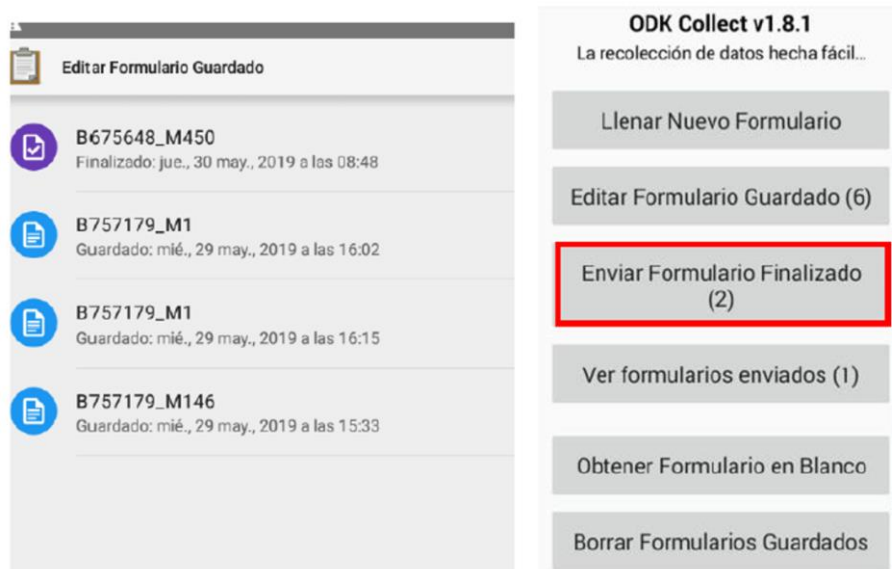 Editar Formulario Guardado
B675648_M450
Finalizado: jue., 30 may., 2019 a las 08:48
B757179_M1
Guardado: mié., 29 may., 2019 a las 16:02
B757179_M1
Guardado: mié., 29 may., 2019 a las 16:15
B757179_M146
Guardado: mié., 29 may., 2019 a las 15:33
ODK Collect v1.8.1
La recolección de datos hecha fácil...
Llenar Nuevo Formulario
Editar Formulario Guardado (6)
Enviar Formulario Finalizado
(2)
Ver formularios enviados (1)
Obtener Formulario en Blanco
Borrar Formularios Guardados